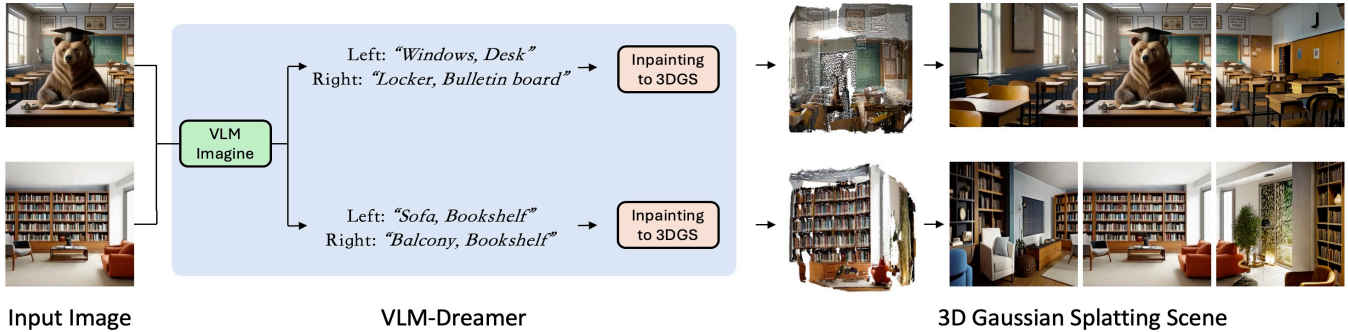 Left: “Windows, Desk”
Right: “Locker, Bulletin board”
Inpainting
to 3DGS
VLM
Imagine
Left: “Sofa, Bookshelf”
Right: “Balcony, Bookshelf”
Inpainting
to 3DGS
Input Image
VLM-Dreamer
3D Gaussian Splatting Scene